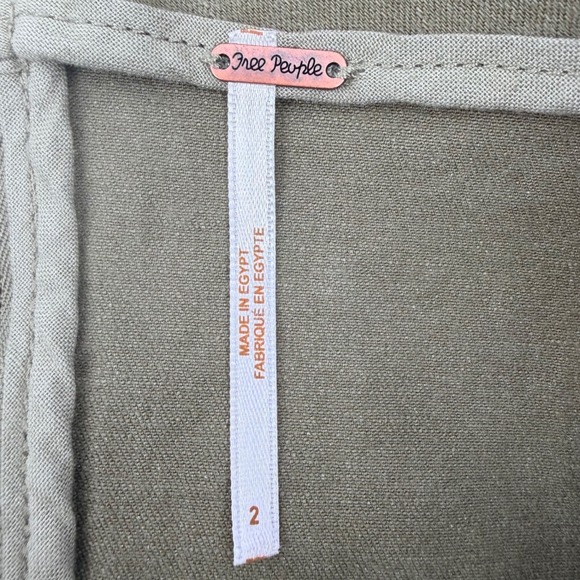 Free People
MADE IN EGYPT
FABRIQUÉ EN EGYPTE
2